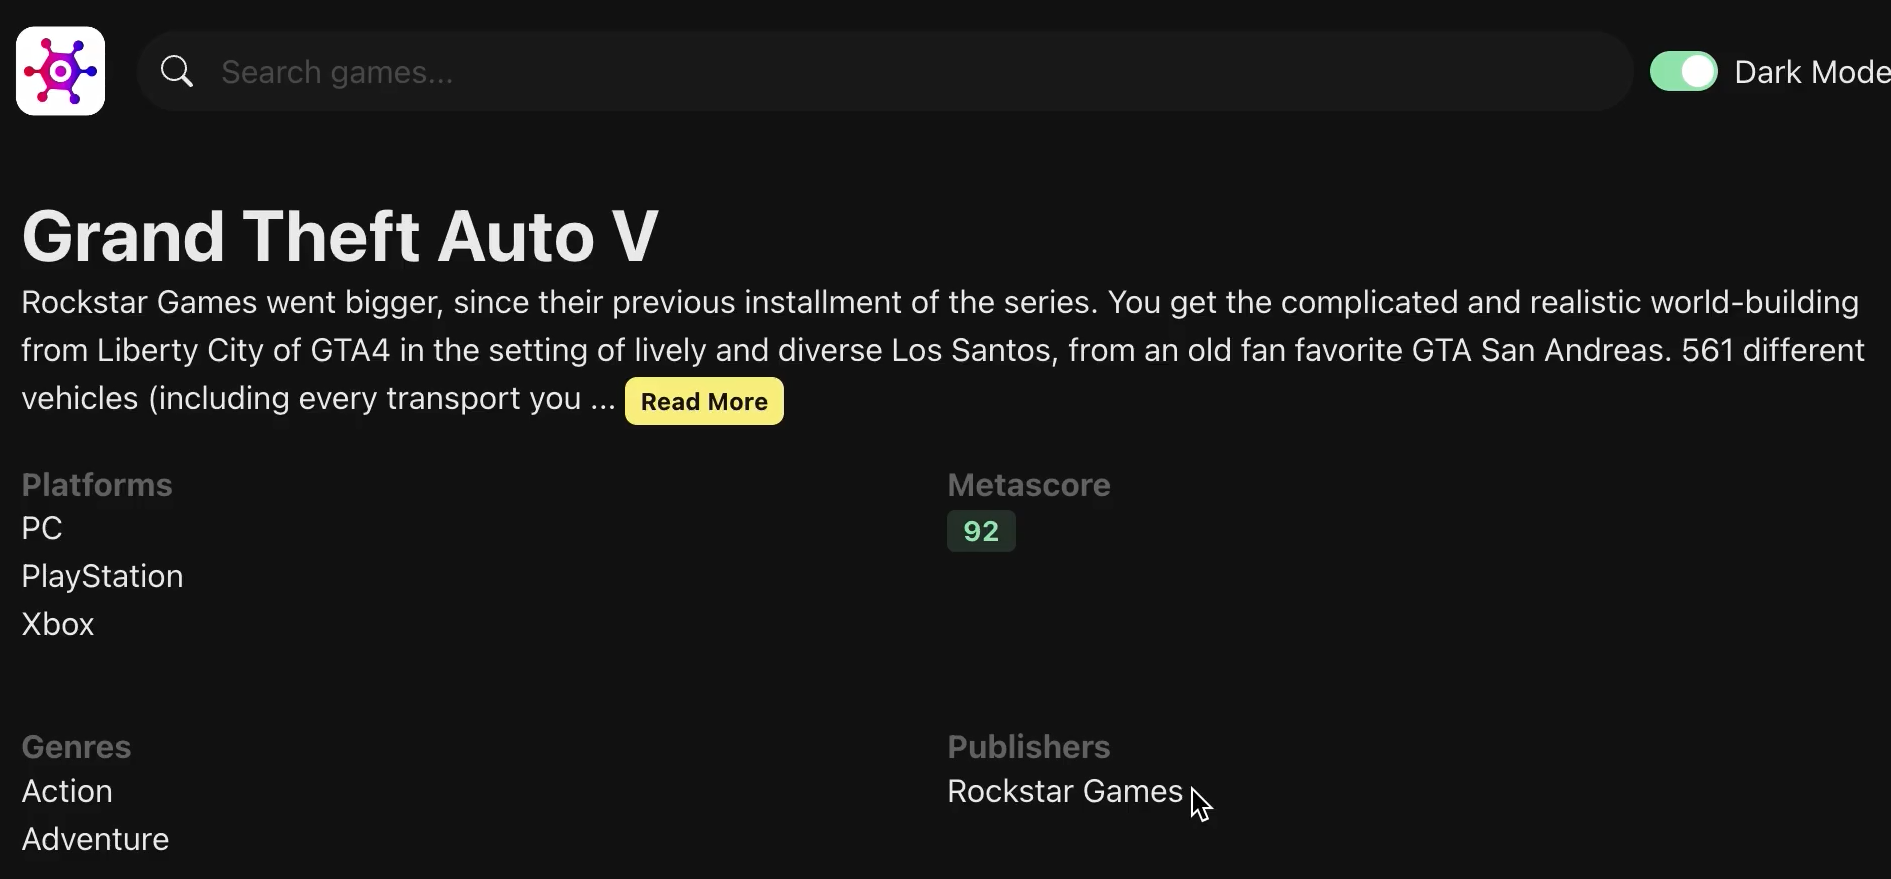 Search games...
Dark Mode
Grand Theft Auto V
Rockstar Games went bigger, since their previous installment of the series. You get the complicated and realistic world-building
from Liberty City of GTA4 in the setting of lively and diverse Los Santos, from an old fan favorite GTA San Andreas. 561 different
vehicles (including every transport you ... Read More
Platforms
PC
PlayStation
Xbox
Metascore
92
Genres
Action
Adventure
Publishers
Rockstar Games